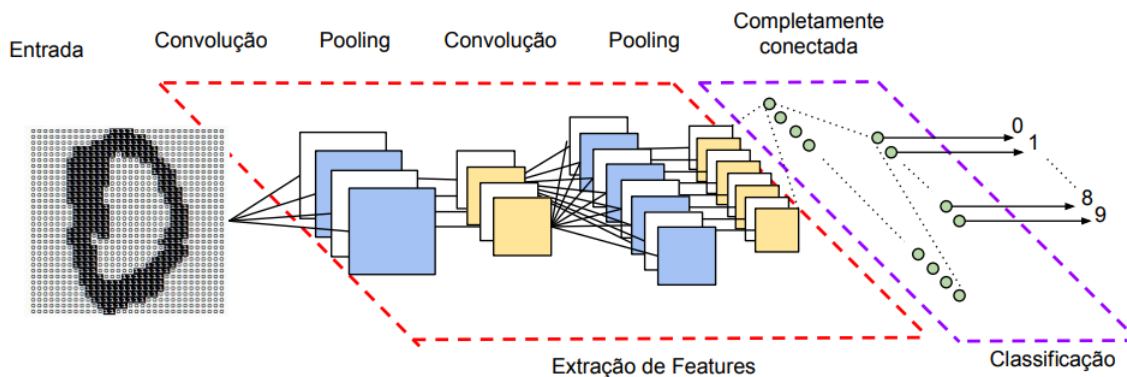 Entrada
Convolução
Pooling
Convolução
Pooling
Completamente
conectada
0
1
8
9
Extração de Features
Classificação